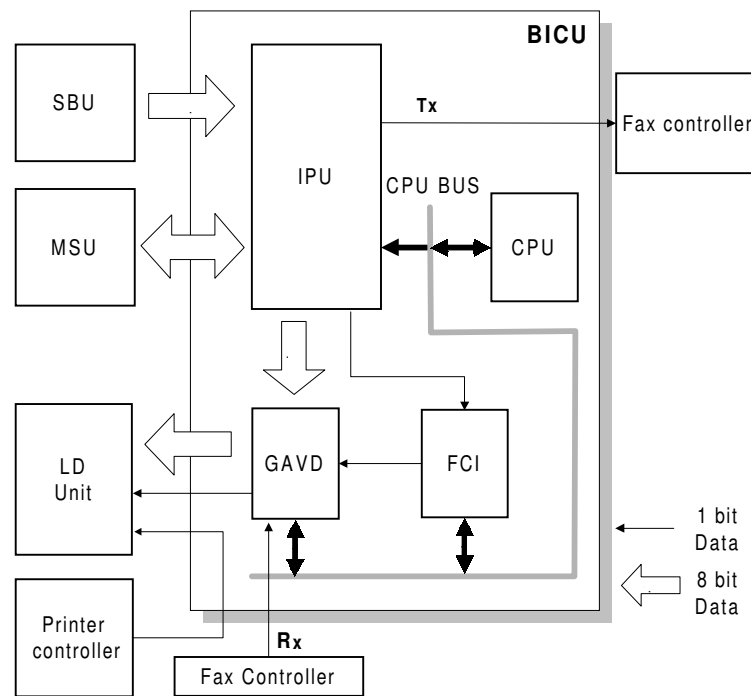 BICU
SBU
Tx
Fax controller
IPU
CPU BUS
MSU
CPU
LD
Unit
GAVD
FCI
1 bit
Data
8 bit
Data
Printer
controller
Rx
Fax Controller